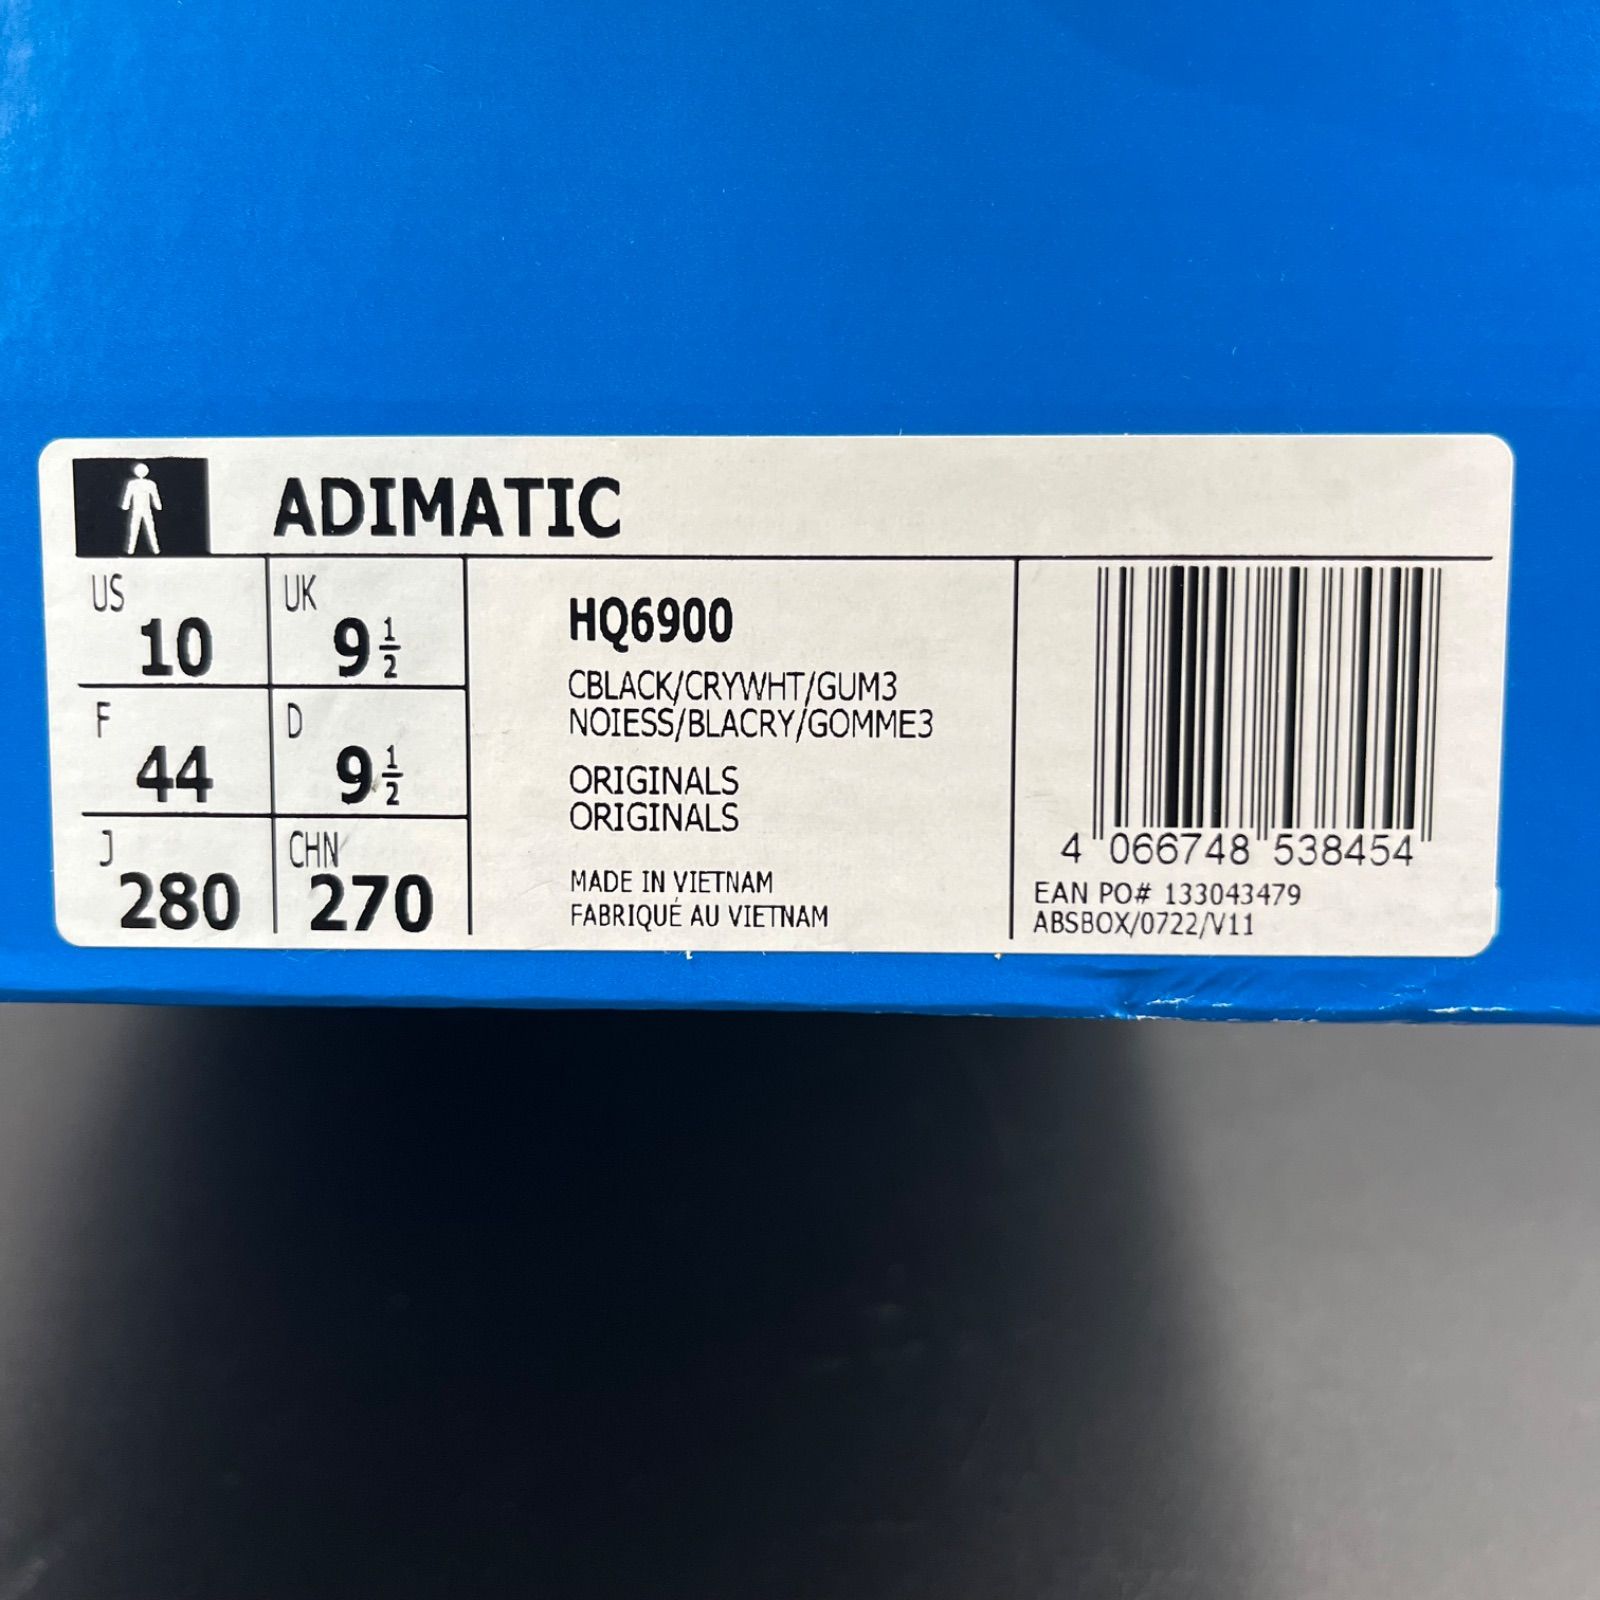 ADIMATIC
US
10
UK
9 1/2
F
44
D
9 1/2
J
280
CHN
270
HQ6900
CBLACK/CRYWHT/GUM3
NOIESS/BLACRY/GOMME3
ORIGINALS
ORIGINALS
MADE IN VIETNAM
FABRIQUÉ AU VIETNAM
4 066748 538454
EAN PO# 133043479
ABSBOX/0722/V11